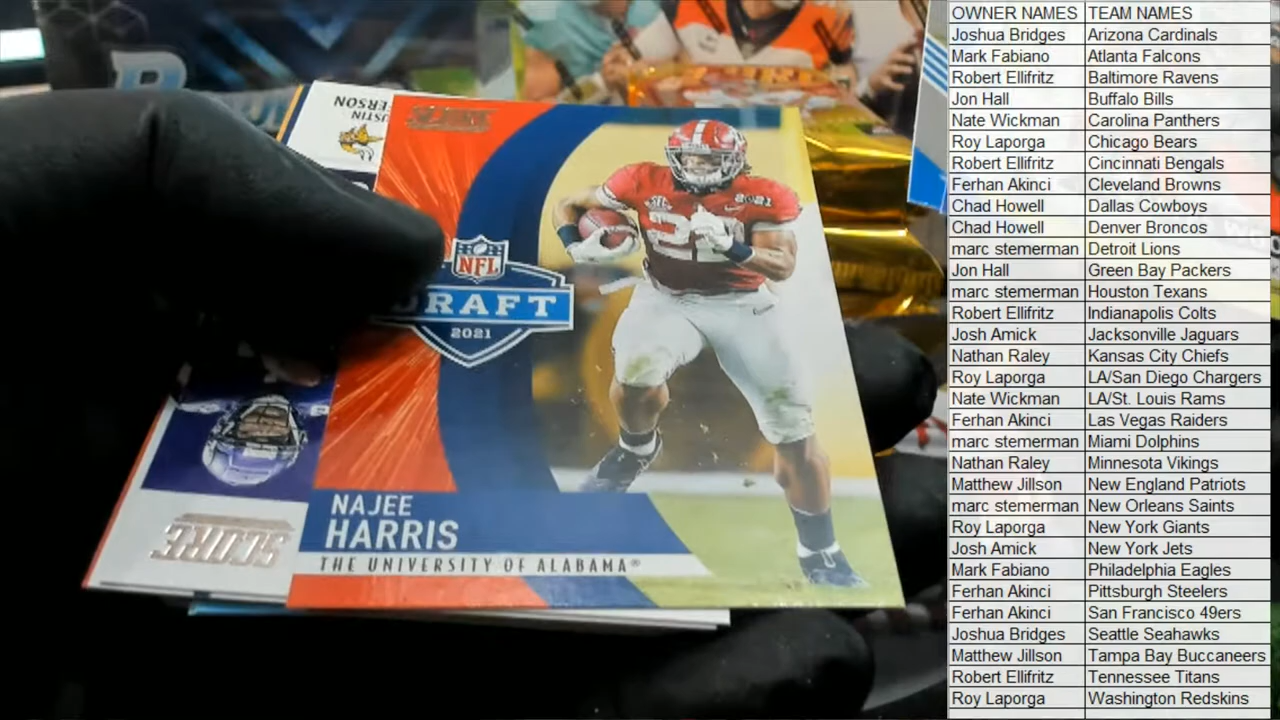 SCORE
NFL
DRAFT
2021
2021
22
NAJEE
HARRIS
THE UNIVERSITY OF ALABAMA®
SCORE
OWNER NAMES TEAM NAMES
Joshua Bridges Arizona Cardinals
Mark Fabiano Atlanta Falcons
Robert Ellifritz Baltimore Ravens
Jon Hall Buffalo Bills
Nate Wickman Carolina Panthers
Roy Laporga Chicago Bears
Robert Ellifritz Cincinnati Bengals
Ferhan Akinci Cleveland Browns
Chad Howell Dallas Cowboys
Chad Howell Denver Broncos
marc stemerman Detroit Lions
Jon Hall Green Bay Packers
marc stemerman Houston Texans
Robert Ellifritz Indianapolis Colts
Josh Amick Jacksonville Jaguars
Nathan Raley Kansas City Chiefs
Roy Laporga LA/San Diego Chargers
Nate Wickman LA/St. Louis Rams
Ferhan Akinci Las Vegas Raiders
marc stemerman Miami Dolphins
Nathan Raley Minnesota Vikings
Matthew Jillson New England Patriots
marc stemerman New Orleans Saints
Roy Laporga New York Giants
Josh Amick New York Jets
Mark Fabiano Philadelphia Eagles
Ferhan Akinci Pittsburgh Steelers
Ferhan Akinci San Francisco 49ers
Joshua Bridges Seattle Seahawks
Matthew Jillson Tampa Bay Buccaneers
Robert Ellifritz Tennessee Titans
Roy Laporga Washington Redskins